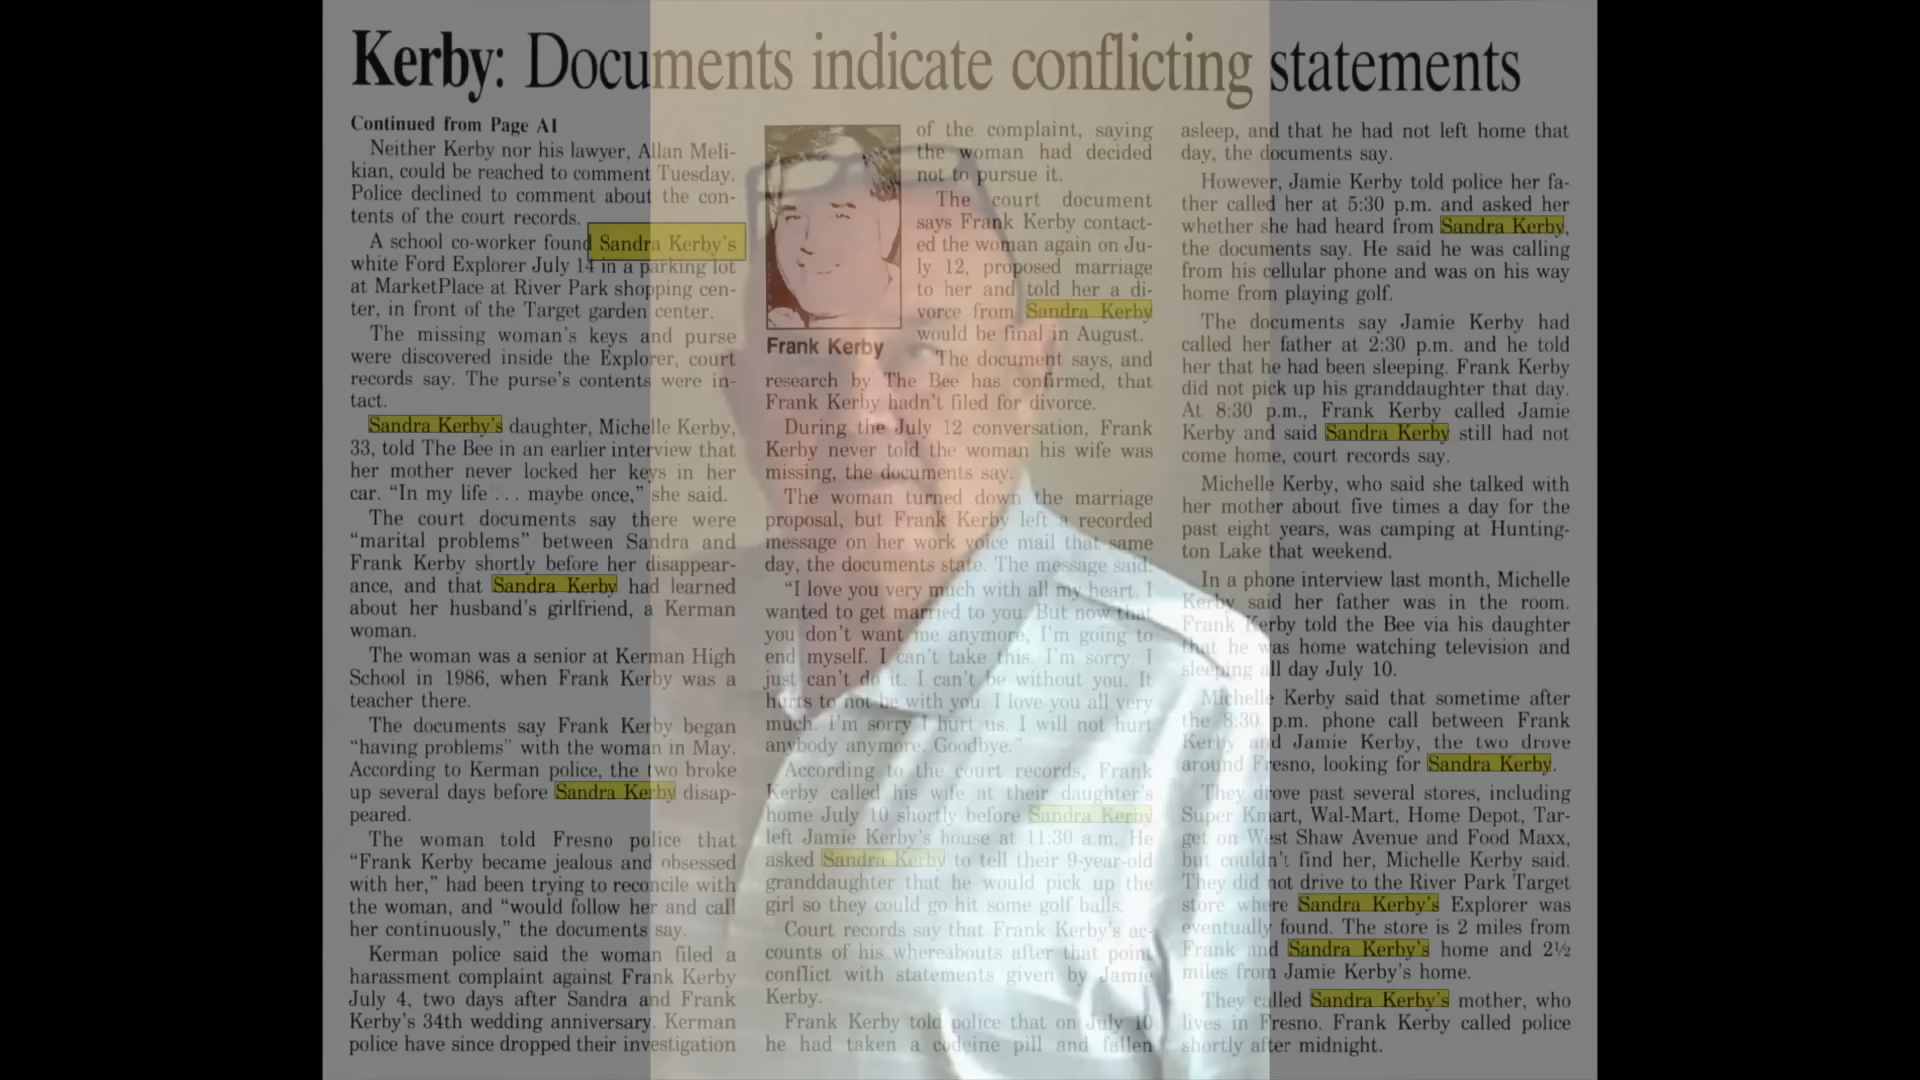 Kerby: Documents indicate conflicting statements
Continued from Page A1
Neither Kerby nor his lawyer, Allan Meli-
kian, could be reached to comment Tuesday.
Police declined to comment about the con-
tents of the court records.
A school co-worker found Sandra Kerby's
white Ford Explorer July 14 in a parking lot
at MarketPlace at River Park shopping cen-
ter, in front of the Target garden center.
The missing woman's keys and purse
were discovered inside the Explorer, court
records say. The purse's contents were in-
tact.
Sandra Kerby's daughter, Michelle Kerby,
33, told The Bee in an earlier interview that
her mother never locked her keys in her
car. “In my life . . . maybe once,” she said.
The court documents say there were
“marital problems” between Sandra and
Frank Kerby shortly before her disappear-
ance, and that Sandra Kerby had learned
about her husband's girlfriend, a Kerman
woman.
The woman was a senior at Kerman High
School in 1986, when Frank Kerby was a
teacher there.
The documents say Frank Kerby began
“having problems” with the woman in May.
According to Kerman police, the two broke
up several days before Sandra Kerby disap-
peared.
The woman told Fresno police that
“Frank Kerby became jealous and obsessed
with her,” had been trying to reconcile with
the woman, and “would follow her and call
her continuously,” the documents say.
Kerman police said the woman filed a
harassment complaint against Frank Kerby
July 4, two days after Sandra and Frank
Kerby's 34th wedding anniversary. Kerman
police have since dropped their investigation
Frank Kerby
of the complaint, saying
the woman had decided
not to pursue it.
The court document
says Frank Kerby contact-
ed the woman again on Ju-
ly 12, proposed marriage
to her and told her a di-
vorce from Sandra Kerby
would be final in August.
The document says, and
research by The Bee has confirmed, that
Frank Kerby hadn't filed for divorce.
During the July 12 conversation, Frank
Kerby never told the woman his wife was
missing, the documents say.
The woman turned down the marriage
proposal, but Frank Kerby left a recorded
message on her work voice mail that same
day, the documents state. The message said:
“I love you very much with all my heart. I
wanted to get married to you. But now that
you don't want me anymore, I'm going to
end myself. I can't take this. I'm sorry. I
just can't do it. I can't be without you. It
hurts to not be with you. I love you all very
much. I'm sorry I hurt us. I will not hurt
anybody anymore. Goodbye.”
According to the court records, Frank
Kerby called his wife at their daughter's
home July 10 shortly before Sandra Kerby
left Jamie Kerby's house at 11:30 a.m. He
asked Sandra Kerby to tell their 9-year-old
granddaughter that he would pick up the
girl so they could go hit some golf balls.
Court records say that Frank Kerby's ac-
counts of his whereabouts after that point
conflict with statements given by Jamie
Kerby.
Frank Kerby told police that on July 10
he had taken a codeine pill and fallen
asleep, and that he had not left home that
day, the documents say.
However, Jamie Kerby told police her fa-
ther called her at 5:30 p.m. and asked her
whether she had heard from Sandra Kerby,
the documents say. He said he was calling
from his cellular phone and was on his way
home from playing golf.
The documents say Jamie Kerby had
called her father at 2:30 p.m. and he told
her that he had been sleeping. Frank Kerby
did not pick up his granddaughter that day.
At 8:30 p.m., Frank Kerby called Jamie
Kerby and said Sandra Kerby still had not
come home, court records say.
Michelle Kerby, who said she talked with
her mother about five times a day for the
past eight years, was camping at Hunting-
ton Lake that weekend.
In a phone interview last month, Michelle
Kerby said her father was in the room.
Frank Kerby told the Bee via his daughter
that he was home watching television and
sleeping all day July 10.
Michelle Kerby said that sometime after
the 8:30 p.m. phone call between Frank
Kerby and Jamie Kerby, the two drove
around Fresno, looking for Sandra Kerby.
They drove past several stores, including
Super Kmart, Wal-Mart, Home Depot, Tar-
get on West Shaw Avenue and Food Maxx,
but couldn't find her, Michelle Kerby said.
They did not drive to the River Park Target
store where Sandra Kerby's Explorer was
eventually found. The store is 2 miles from
Frank and Sandra Kerby's home and 2½
miles from Jamie Kerby's home.
They called Sandra Kerby's mother, who
lives in Fresno. Frank Kerby called police
shortly after midnight.